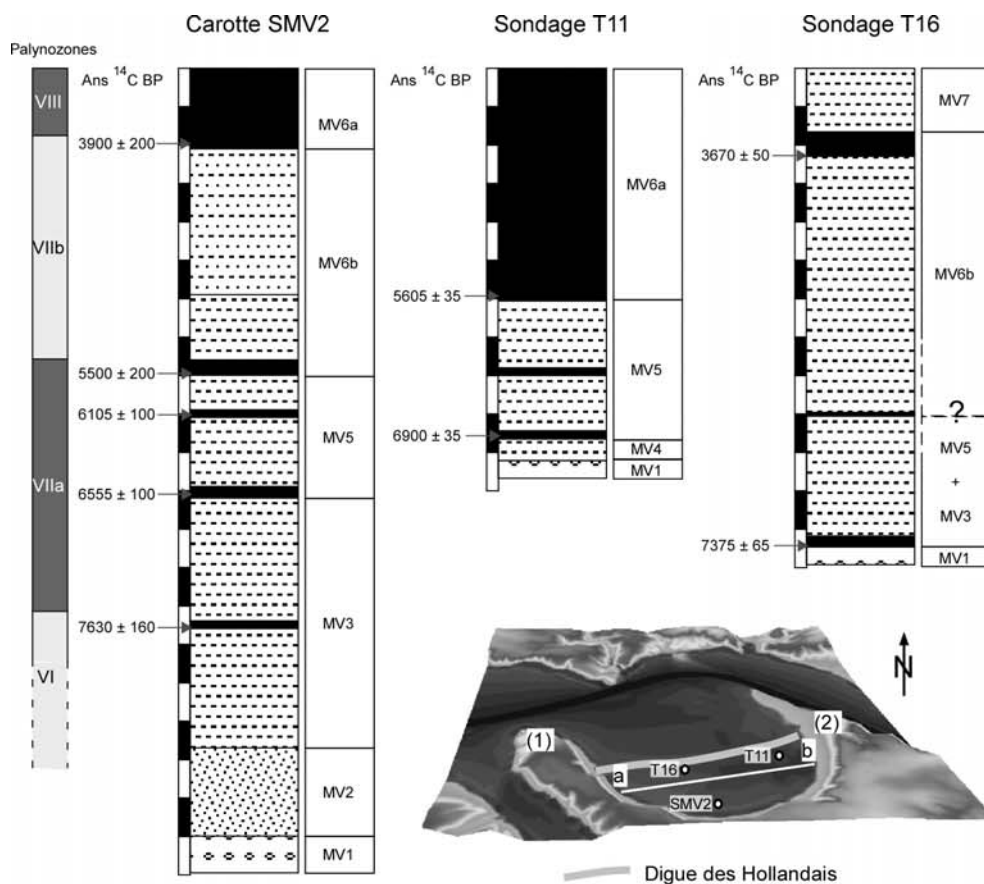 Carotte SMV2
Sondage T11
Sondage T16
Palynozones
Ans ¹⁴C BP
Ans ¹⁴C BP
Ans ¹⁴C BP
VIII
VIIb
VIIa
VI
3900 ± 200
5500 ± 200
6105 ± 100
6555 ± 100
7630 ± 160
MV6a
MV6b
MV5
MV3
MV2
MV1
5605 ± 35
6900 ± 35
MV6a
MV5
MV4
MV1
3670 ± 50
7375 ± 65
MV7
MV6b
?
MV5
+
MV3
MV1
N
(1)
(2)
a
b
T16
T11
SMV2
Digue des Hollandais